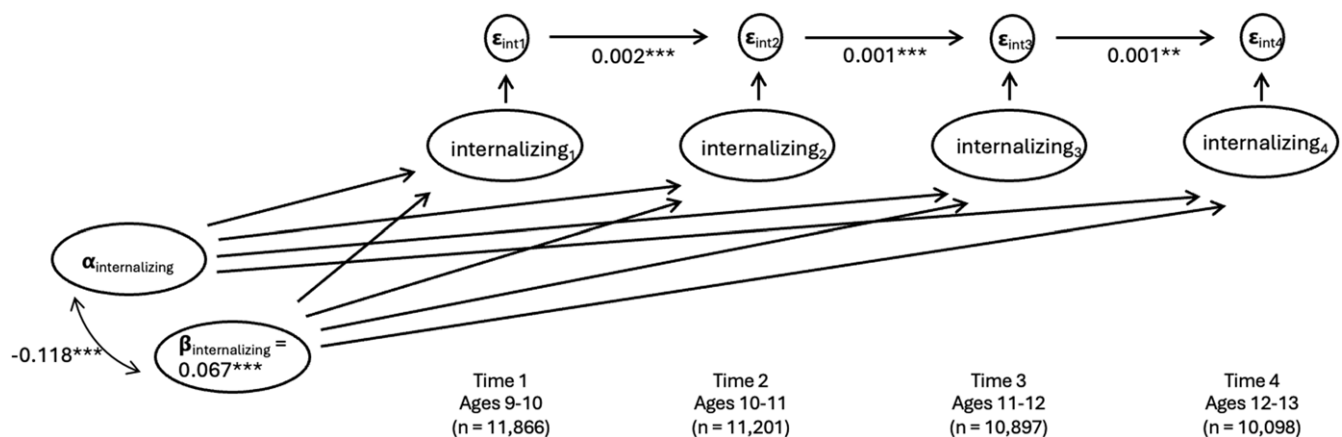 εint1
εint2
εint3
εint4
0.002***
0.001***
0.001**
internalizing1
internalizing2
internalizing3
internalizing4
αinternalizing
-0.118***
βinternalizing =
0.067***
Time 1
Ages 9-10
(n = 11,866)
Time 2
Ages 10-11
(n = 11,201)
Time 3
Ages 11-12
(n = 10,897)
Time 4
Ages 12-13
(n = 10,098)